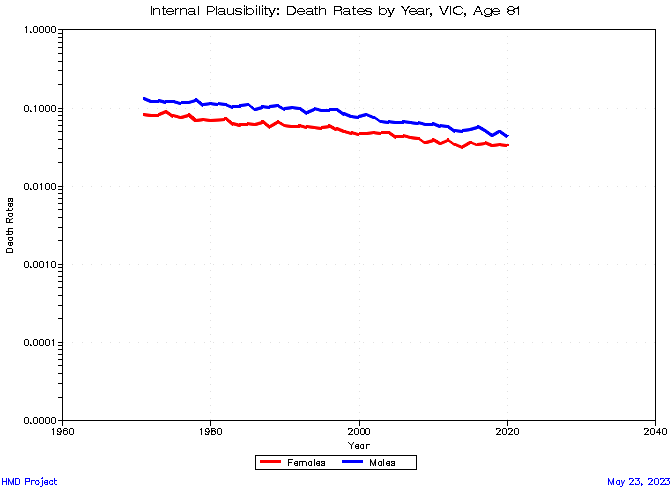 Internal Plausibility: Death Rates by Year, VIC, Age 81
1.0000
0.1000
0.0100
0.0010
0.0001
0.0000
Death Rates
1960
1980
2000
2020
2040
Year
Females
Males
HMD Project
May 23, 2023